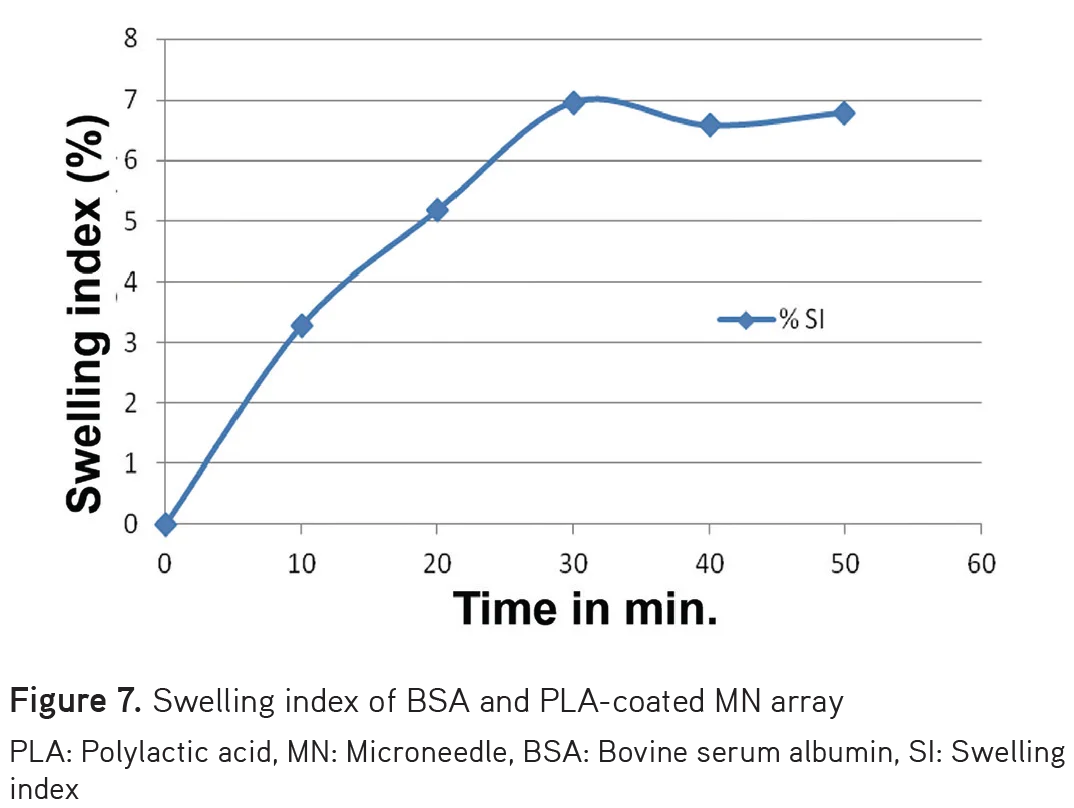 8
7
6
5
4
3
2
1
0
Swelling index (%)
% SI
0 10 20 30 40 50 60
Time in min.
Figure 7. Swelling index of BSA and PLA-coated MN array
PLA: Polylactic acid, MN: Microneedle, BSA: Bovine serum albumin, SI: Swelling
index